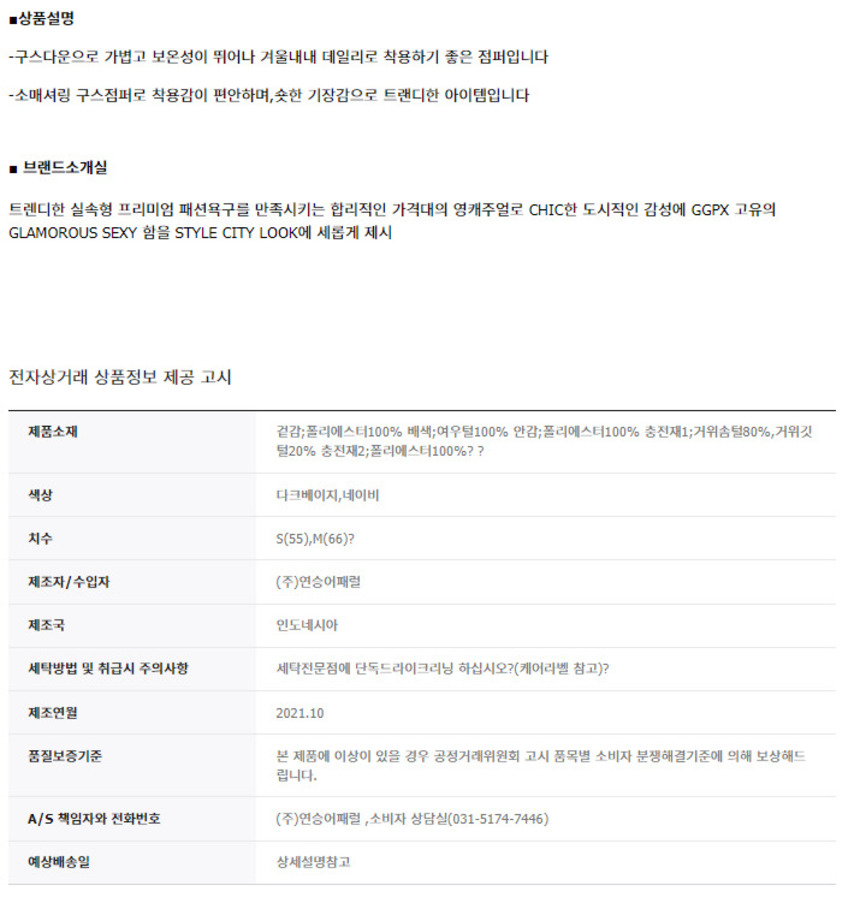 ■상품설명
-구스다운으로 가볍고 보온성이 뛰어나 겨울내내 데일리로 착용하기 좋은 점퍼입니다
-소매셔링 구스점퍼로 착용감이 편안하며,숏한 기장감으로 트랜디한 아이템입니다
■ 브랜드소개실
트렌디한 실속형 프리미엄 패션욕구를 만족시키는 합리적인 가격대의 영캐주얼로 CHIC한 도시적인 감성에 GGPX 고유의
GLAMOROUS SEXY 함을 STYLE CITY LOOK에 세롭게 제시
전자상거래 상품정보 제공 고시
제품소재 겉감;폴리에스터100% 배색;여우털100% 안감;폴리에스터100% 충전재1;거위솜털80%,거위깃
털20% 충전재2;폴리에스터100%? ?
색상 다크베이지,네이비
치수 S(55),M(66)?
제조자/수입자 (주)연승어패럴
제조국 인도네시아
세탁방법 및 취급시 주의사항 세탁전문점에 단독드라이크리닝 하십시오?(케어라벨 참고)?
제조연월 2021.10
품질보증기준 본 제품에 이상이 있을 경우 공정거래위원회 고시 품목별 소비자 분쟁해결기준에 의해 보상해드
립니다.
A/S 책임자와 전화번호 (주)연승어패럴 ,소비자 상담실(031-5174-7446)
예상배송일 상세설명참고